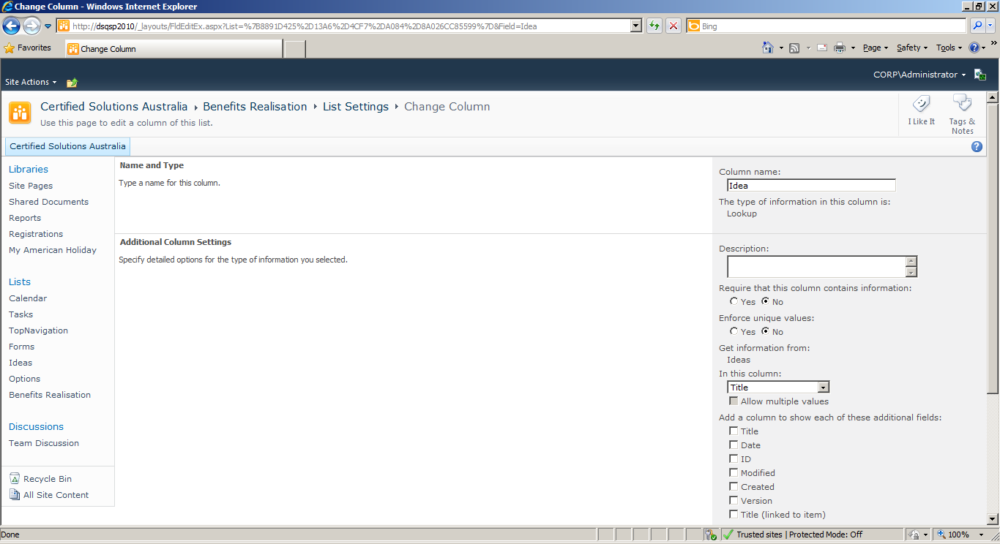 Change Column - Windows Internet Explorer
http://dsqsp2010/_layouts/FldEditEx.aspx?List=%7B8891D425%2D13A6%2D4CF7%2DA084%2D8A026CC85599%7D&Field=Idea
Bing
Favorites
Change Column
Page
Safety
Tools
Site Actions
CORP\Administrator
Certified Solutions Australia
Benefits Realisation
List Settings
Change Column
Use this page to edit a column of this list.
I Like It
Tags &
Notes
Certified Solutions Australia
Libraries
Site Pages
Shared Documents
Reports
Registrations
My American Holiday
Lists
Calendar
Tasks
TopNavigation
Forms
Ideas
Options
Benefits Realisation
Discussions
Team Discussion
Recycle Bin
All Site Content
Name and Type
Type a name for this column.
Column name:
Idea
The type of information in this column is:
Lookup
Additional Column Settings
Specify detailed options for the type of information you selected.
Description:
Require that this column contains information:
Yes No
Enforce unique values:
Yes No
Get information from:
Ideas
In this column:
Title
Allow multiple values
Add a column to show each of these additional fields:
Title
Date
ID
Modified
Created
Version
Title (linked to item)
Done
Trusted sites | Protected Mode: Off
100%